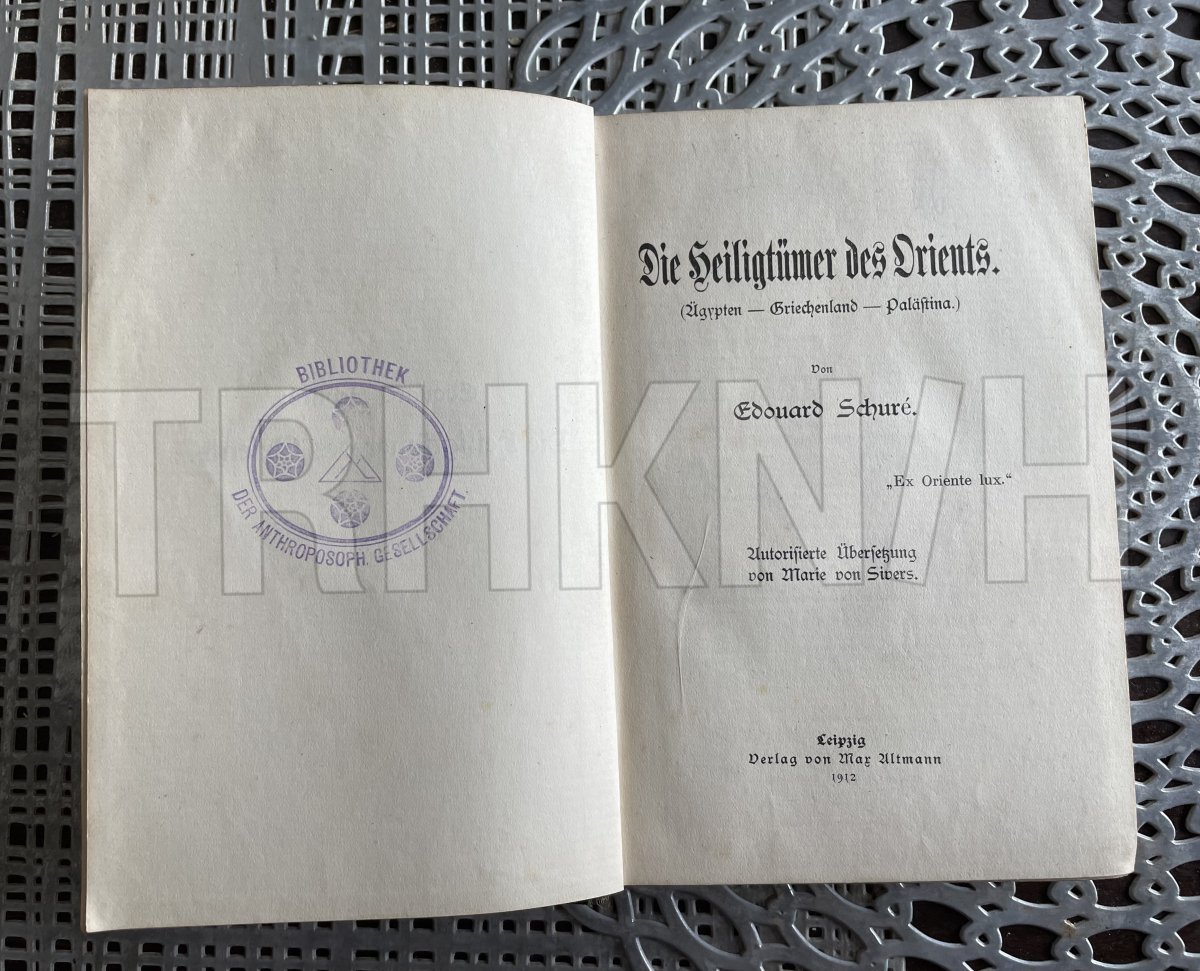 BIBLIOTHEK
DER ANTHROPOSOPH. GESELLSCHAFT.
Die Heiligtümer des Orients.
(Ägypten — Griechenland — Palästina.)
Von
Edouard Schuré.
„Ex Oriente lux.“
Autorisierte Übersetzung
von Marie von Sivers.
Leipzig
Verlag von Max Altmann
1912
TRHKN/H